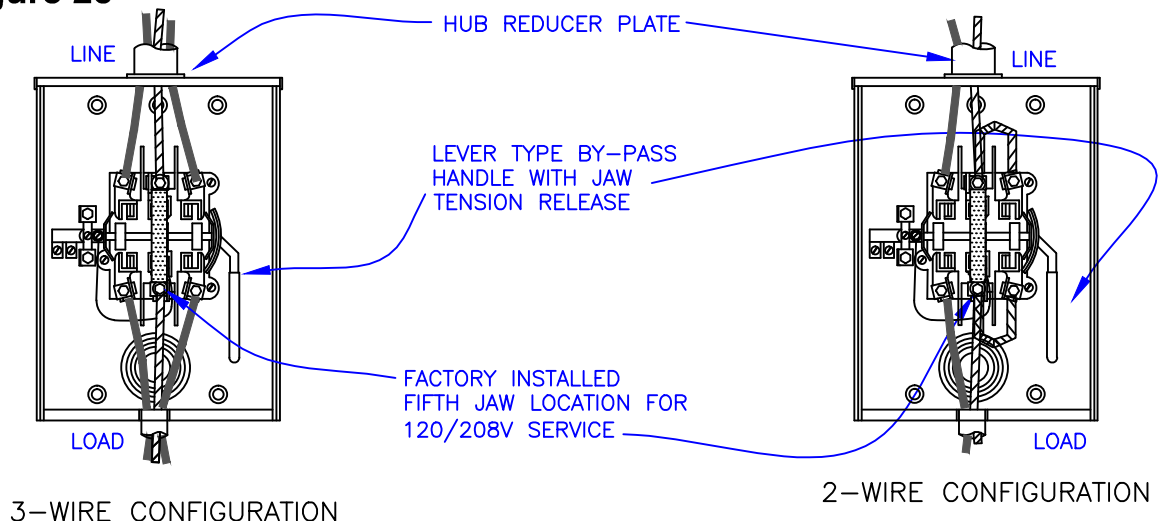 HUB REDUCER PLATE
LINE
LINE
LEVER TYPE BY-PASS
HANDLE WITH JAW
TENSION RELEASE
FACTORY INSTALLED
FIFTH JAW LOCATION FOR
120/208V SERVICE
LOAD
LOAD
3-WIRE CONFIGURATION
2-WIRE CONFIGURATION